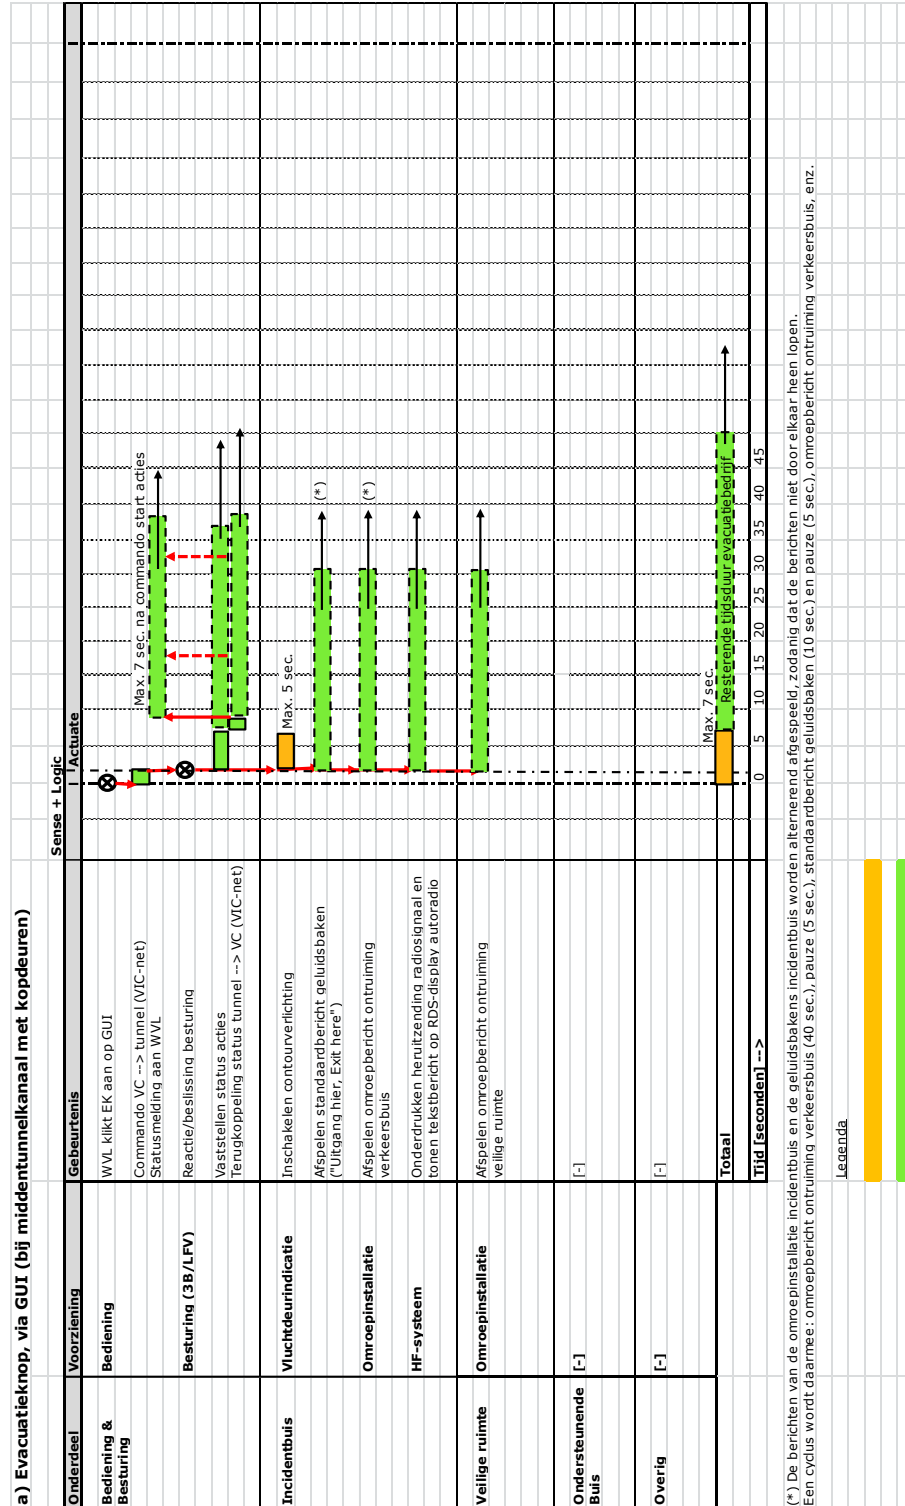 a) Evacuatieknop, via GUI (bij middentunnelkanaal met kopdeuren)
Sense + Logic
Onderdeel Voorziening Gebeurtenis Actuate
Bediening &
Besturing
Bediening
WVL klikt EK aan op GUI
Commando VC --> tunnel (VIC-net)
Statusmelding aan WVL
Max. 7 sec. na commando start acties
Besturing (3B/LFV)
Reactie/beslissing besturing
Vaststellen status acties
Terugkoppeling status tunnel --> VC (VIC-net)
Incidentbuis
Vluchtdeurindicatie
Inschakelen contourverlichting
Max. 5 sec.
Afspelen standaardbericht geluidsbaken
("Uitgang hier, Exit here")
(*)
Omroepinstallatie
Afspelen omroepbericht ontruiming
verkeersbuis
(*)
HF-systeem
Onderdrukken heruitzending radiosignaal en
tonen tekstbericht op RDS-display autoradio
Veilige ruimte
Omroepinstallatie
Afspelen omroepbericht ontruiming
veilige ruimte
Ondersteunende
Buis
[-]
[-]
Overig
[-]
[-]
Max. 7 sec.
Totaal
Resterende tijdsduur evacuatiebedrijf
Tijd [seconden] -->
0 5 10 15 20 25 30 35 40 45
(*) De berichten van de omroepinstallatie incidentbuis en de geluidsbakens incidentbuis worden alternerend afgespeeld, zodanig dat de berichten niet door elkaar heen lopen.
Een cyclus wordt daarmee: omroepbericht ontruiming verkeersbuis (40 sec.), pauze (5 sec.), standaardbericht geluidsbaken (10 sec.) en pauze (5 sec.), omroepbericht ontruiming verkeersbuis, enz.
Legenda